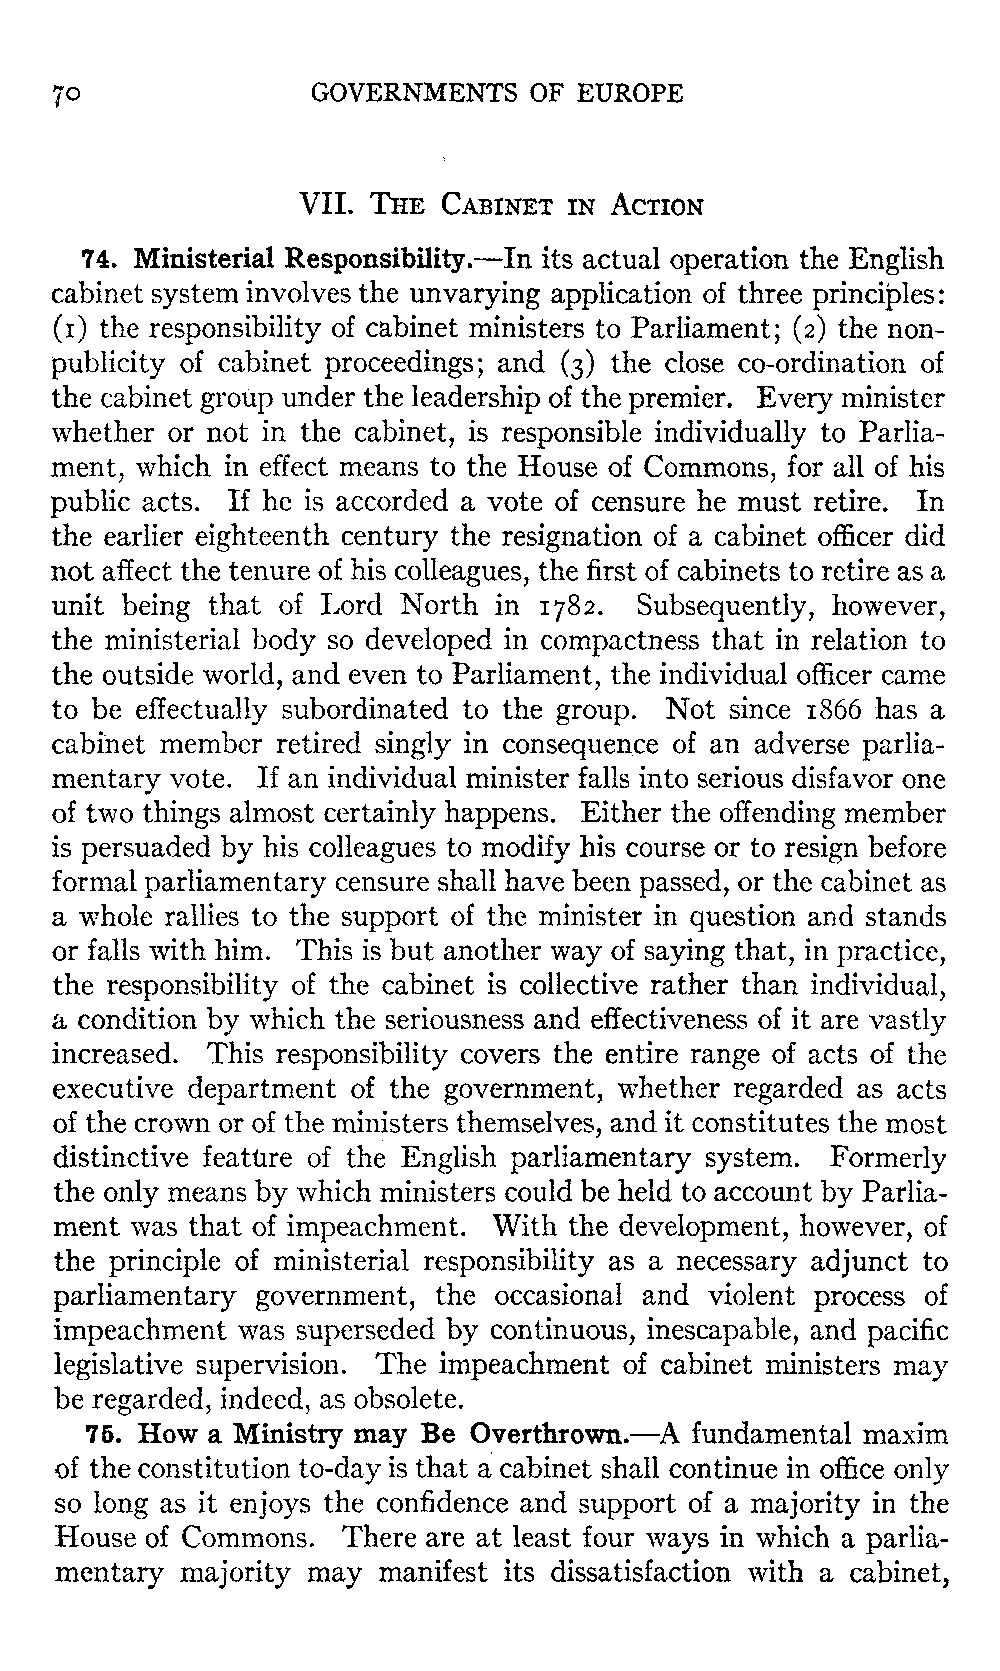 70 GOVERNMENTS OF EUROPE
VII. THE CABINET IN ACTION
74. Ministerial Responsibility.—In its actual operation the English
cabinet system involves the unvarying application of three principles:
(1) the responsibility of cabinet ministers to Parliament; (2) the non-
publicity of cabinet proceedings; and (3) the close co-ordination of
the cabinet group under the leadership of the premier. Every minister
whether or not in the cabinet, is responsible individually to Parlia-
ment, which in effect means to the House of Commons, for all of his
public acts. If he is accorded a vote of censure he must retire. In
the earlier eighteenth century the resignation of a cabinet officer did
not affect the tenure of his colleagues, the first of cabinets to retire as a
unit being that of Lord North in 1782. Subsequently, however,
the ministerial body so developed in compactness that in relation to
the outside world, and even to Parliament, the individual officer came
to be effectually subordinated to the group. Not since 1866 has a
cabinet member retired singly in consequence of an adverse parlia-
mentary vote. If an individual minister falls into serious disfavor one
of two things almost certainly happens. Either the offending member
is persuaded by his colleagues to modify his course or to resign before
formal parliamentary censure shall have been passed, or the cabinet as
a whole rallies to the support of the minister in question and stands
or falls with him. This is but another way of saying that, in practice,
the responsibility of the cabinet is collective rather than individual,
a condition by which the seriousness and effectiveness of it are vastly
increased. This responsibility covers the entire range of acts of the
executive department of the government, whether regarded as acts
of the crown or of the ministers themselves, and it constitutes the most
distinctive feature of the English parliamentary system. Formerly
the only means by which ministers could be held to account by Parlia-
ment was that of impeachment. With the development, however, of
the principle of ministerial responsibility as a necessary adjunct to
parliamentary government, the occasional and violent process of
impeachment was superseded by continuous, inescapable, and pacific
legislative supervision. The impeachment of cabinet ministers may
be regarded, indeed, as obsolete.
75. How a Ministry may Be Overthrown.—A fundamental maxim
of the constitution to-day is that a cabinet shall continue in office only
so long as it enjoys the confidence and support of a majority in the
House of Commons. There are at least four ways in which a parlia-
mentary majority may manifest its dissatisfaction with a cabinet,